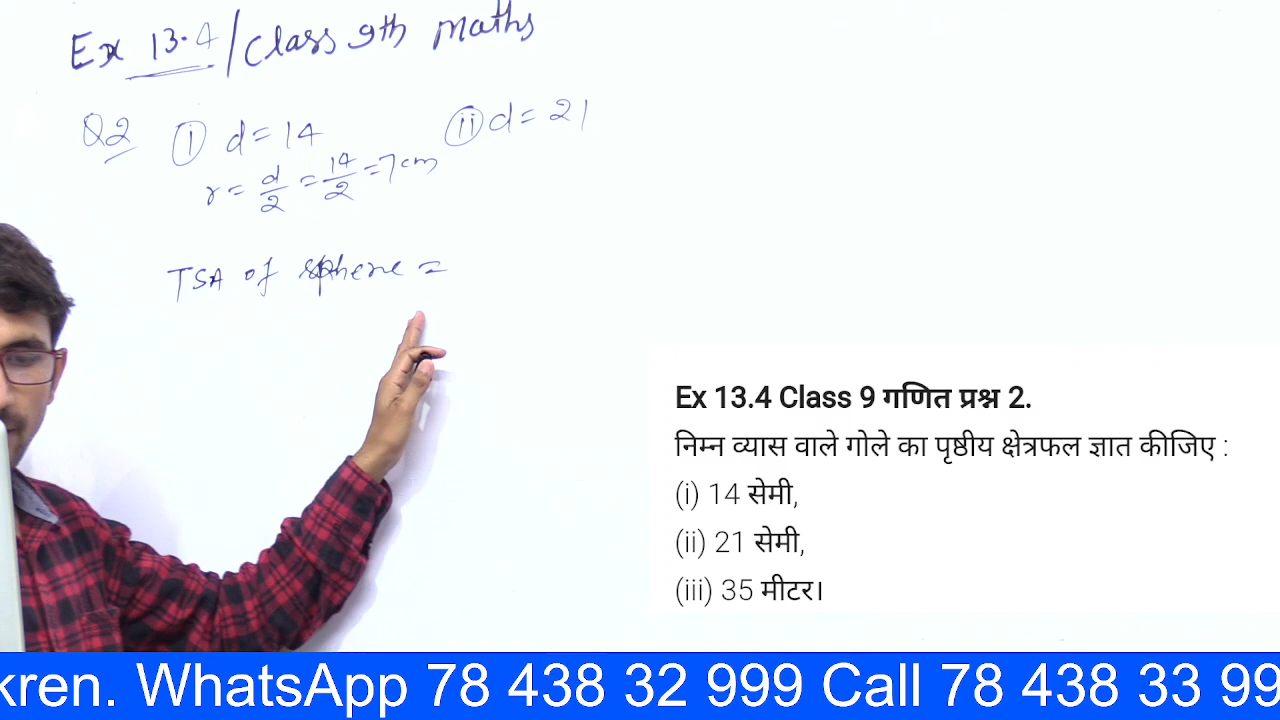 Ex 13.4/Class 9th maths
Q2 (i) d = 14 (ii) d = 21
r = d/2 = 14/2 = 7cm
TSA of sphere =
Ex 13.4 Class 9 गणित प्रश्न 2.
निम्न व्यास वाले गोले का पृष्ठीय क्षेत्रफल ज्ञात कीजिए :
(i) 14 सेमी,
(ii) 21 सेमी,
(iii) 35 मीटर।
kren. WhatsApp 78 438 32 999 Call 78 438 33 99